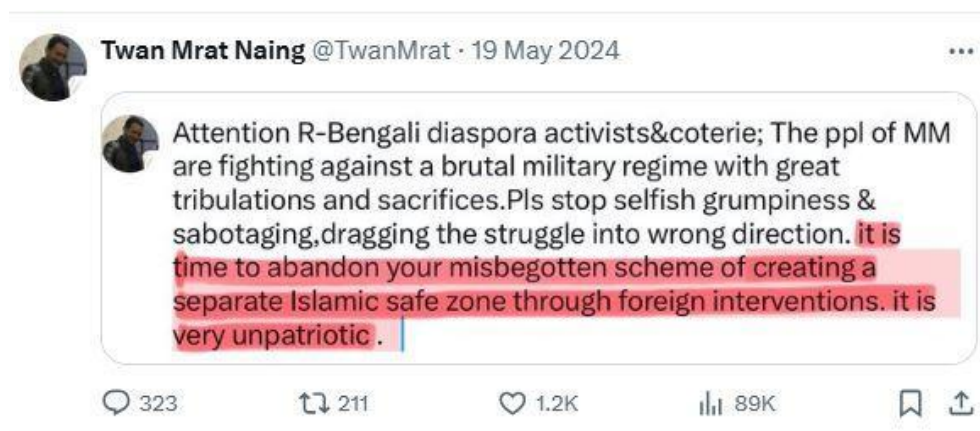 Twan Mrat Naing @TwanMrat · 19 May 2024 ...
Attention R-Bengali diaspora activists&coterie; The ppl of MM
are fighting against a brutal military regime with great
tribulations and sacrifices.Pls stop selfish grumpiness &
sabotaging,dragging the struggle into wrong direction. it is
time to abandon your misbegotten scheme of creating a
separate Islamic safe zone through foreign interventions. it is
very unpatriotic .
323 211 1.2K 89K